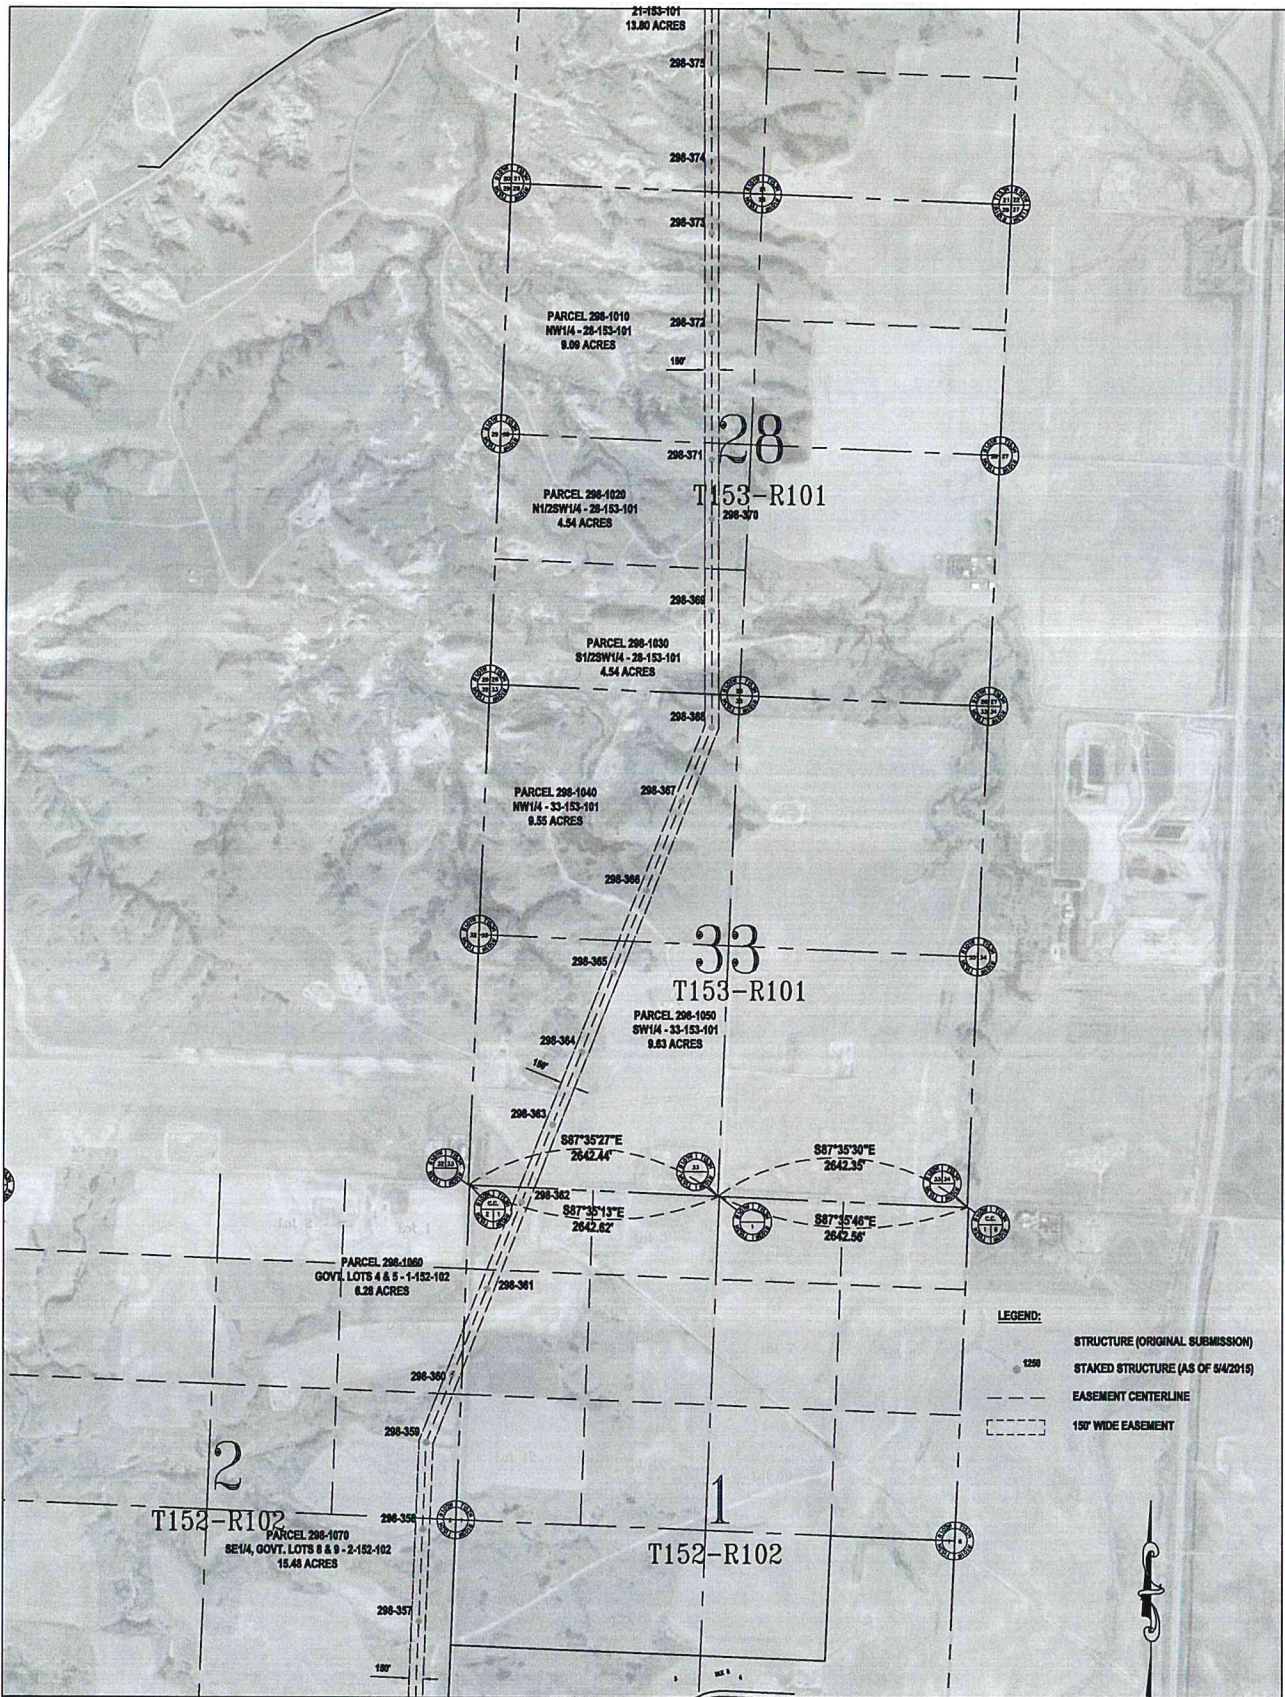 21-153-101
13.80 ACRES
298-375
298-374
298-373
PARCEL 298-1010
NW1/4 - 28-153-101
9.09 ACRES
298-372
150'
28
T153-R101
298-371
PARCEL 298-1020
N1/2SW1/4 - 28-153-101
4.54 ACRES
298-370
298-369
PARCEL 298-1030
S1/2SW1/4 - 28-153-101
4.54 ACRES
298-368
PARCEL 298-1040
NW1/4 - 33-153-101
9.55 ACRES
298-367
298-366
33
T153-R101
298-365
PARCEL 298-1050
SW1/4 - 33-153-101
9.63 ACRES
298-364
150'
298-363
S87°35'27"E
2642.44'
S87°35'30"E
2642.35'
298-362
S87°35'13"E
2642.62'
S87°35'46"E
2642.56'
PARCEL 298-1060
GOVT. LOTS 4 & 5 - 1-152-102
6.28 ACRES
298-361
LEGEND:
STRUCTURE (ORIGINAL SUBMISSION)
1250
STAKED STRUCTURE (AS OF 5/4/2015)
EASEMENT CENTERLINE
150' WIDE EASEMENT
298-360
298-359
2
T152-R102
298-358
PARCEL 298-1070
SE1/4, GOVT. LOTS 8 & 9 - 2-152-102
15.48 ACRES
1
T152-R102
298-357
150'